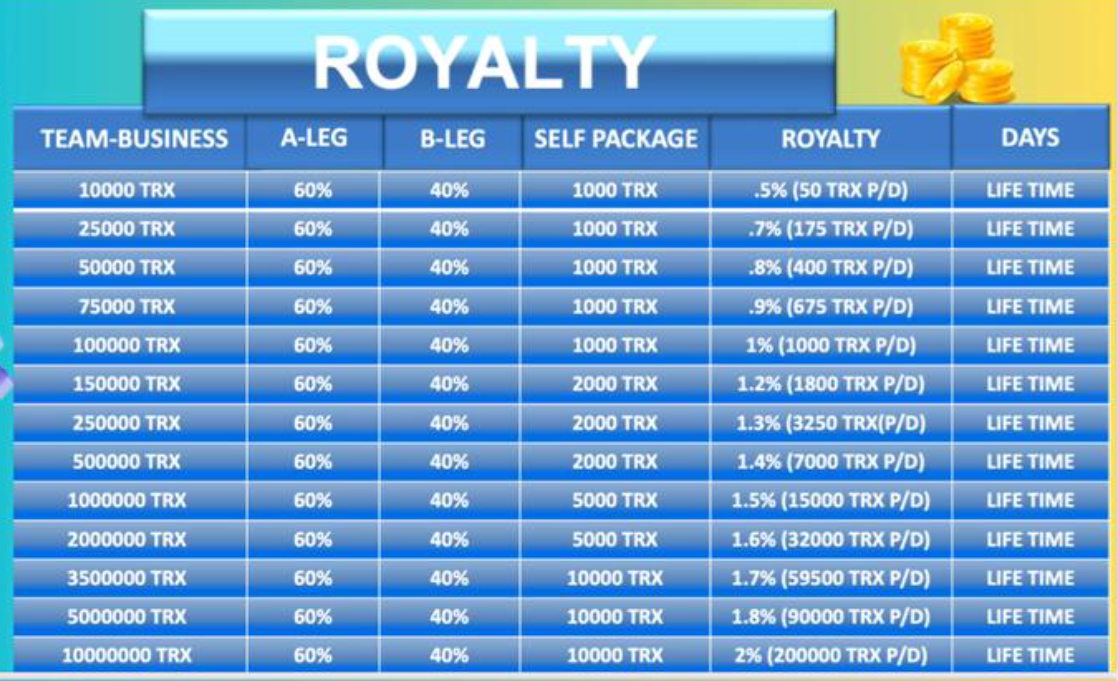 ROYALTY
TEAM-BUSINESS A-LEG B-LEG SELF PACKAGE ROYALTY DAYS
10000 TRX 60% 40% 1000 TRX .5% (50 TRX P/D) LIFE TIME
25000 TRX 60% 40% 1000 TRX .7% (175 TRX P/D) LIFE TIME
50000 TRX 60% 40% 1000 TRX .8% (400 TRX P/D) LIFE TIME
75000 TRX 60% 40% 1000 TRX .9% (675 TRX P/D) LIFE TIME
100000 TRX 60% 40% 1000 TRX 1% (1000 TRX P/D) LIFE TIME
150000 TRX 60% 40% 2000 TRX 1.2% (1800 TRX P/D) LIFE TIME
250000 TRX 60% 40% 2000 TRX 1.3% (3250 TRX(P/D) LIFE TIME
500000 TRX 60% 40% 2000 TRX 1.4% (7000 TRX P/D) LIFE TIME
1000000 TRX 60% 40% 5000 TRX 1.5% (15000 TRX P/D) LIFE TIME
2000000 TRX 60% 40% 5000 TRX 1.6% (32000 TRX P/D) LIFE TIME
3500000 TRX 60% 40% 10000 TRX 1.7% (59500 TRX P/D) LIFE TIME
5000000 TRX 60% 40% 10000 TRX 1.8% (90000 TRX P/D) LIFE TIME
10000000 TRX 60% 40% 10000 TRX 2% (200000 TRX P/D) LIFE TIME